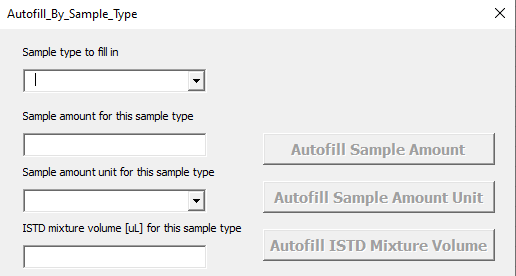 Autofill_By_Sample_Type
Sample type to fill in
Sample amount for this sample type
Autofill Sample Amount
Sample amount unit for this sample type
Autofill Sample Amount Unit
ISTD mixture volume [uL] for this sample type
Autofill ISTD Mixture Volume